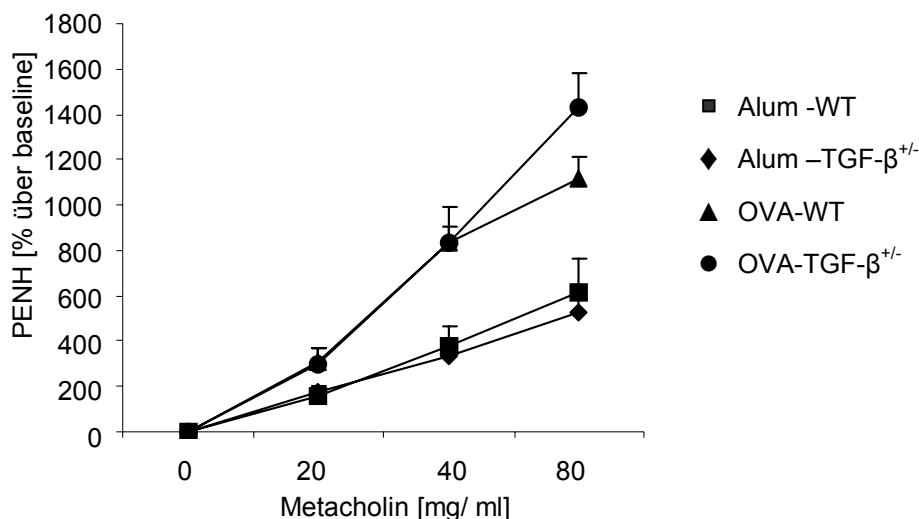 1800
1600
1400
1200
1000
800
600
400
200
0
PENH [% über baseline]
0 20 40 80
Metacholin [mg/ ml]
Alum -WT
Alum –TGF-β+/-
OVA-WT
OVA-TGF-β+/-